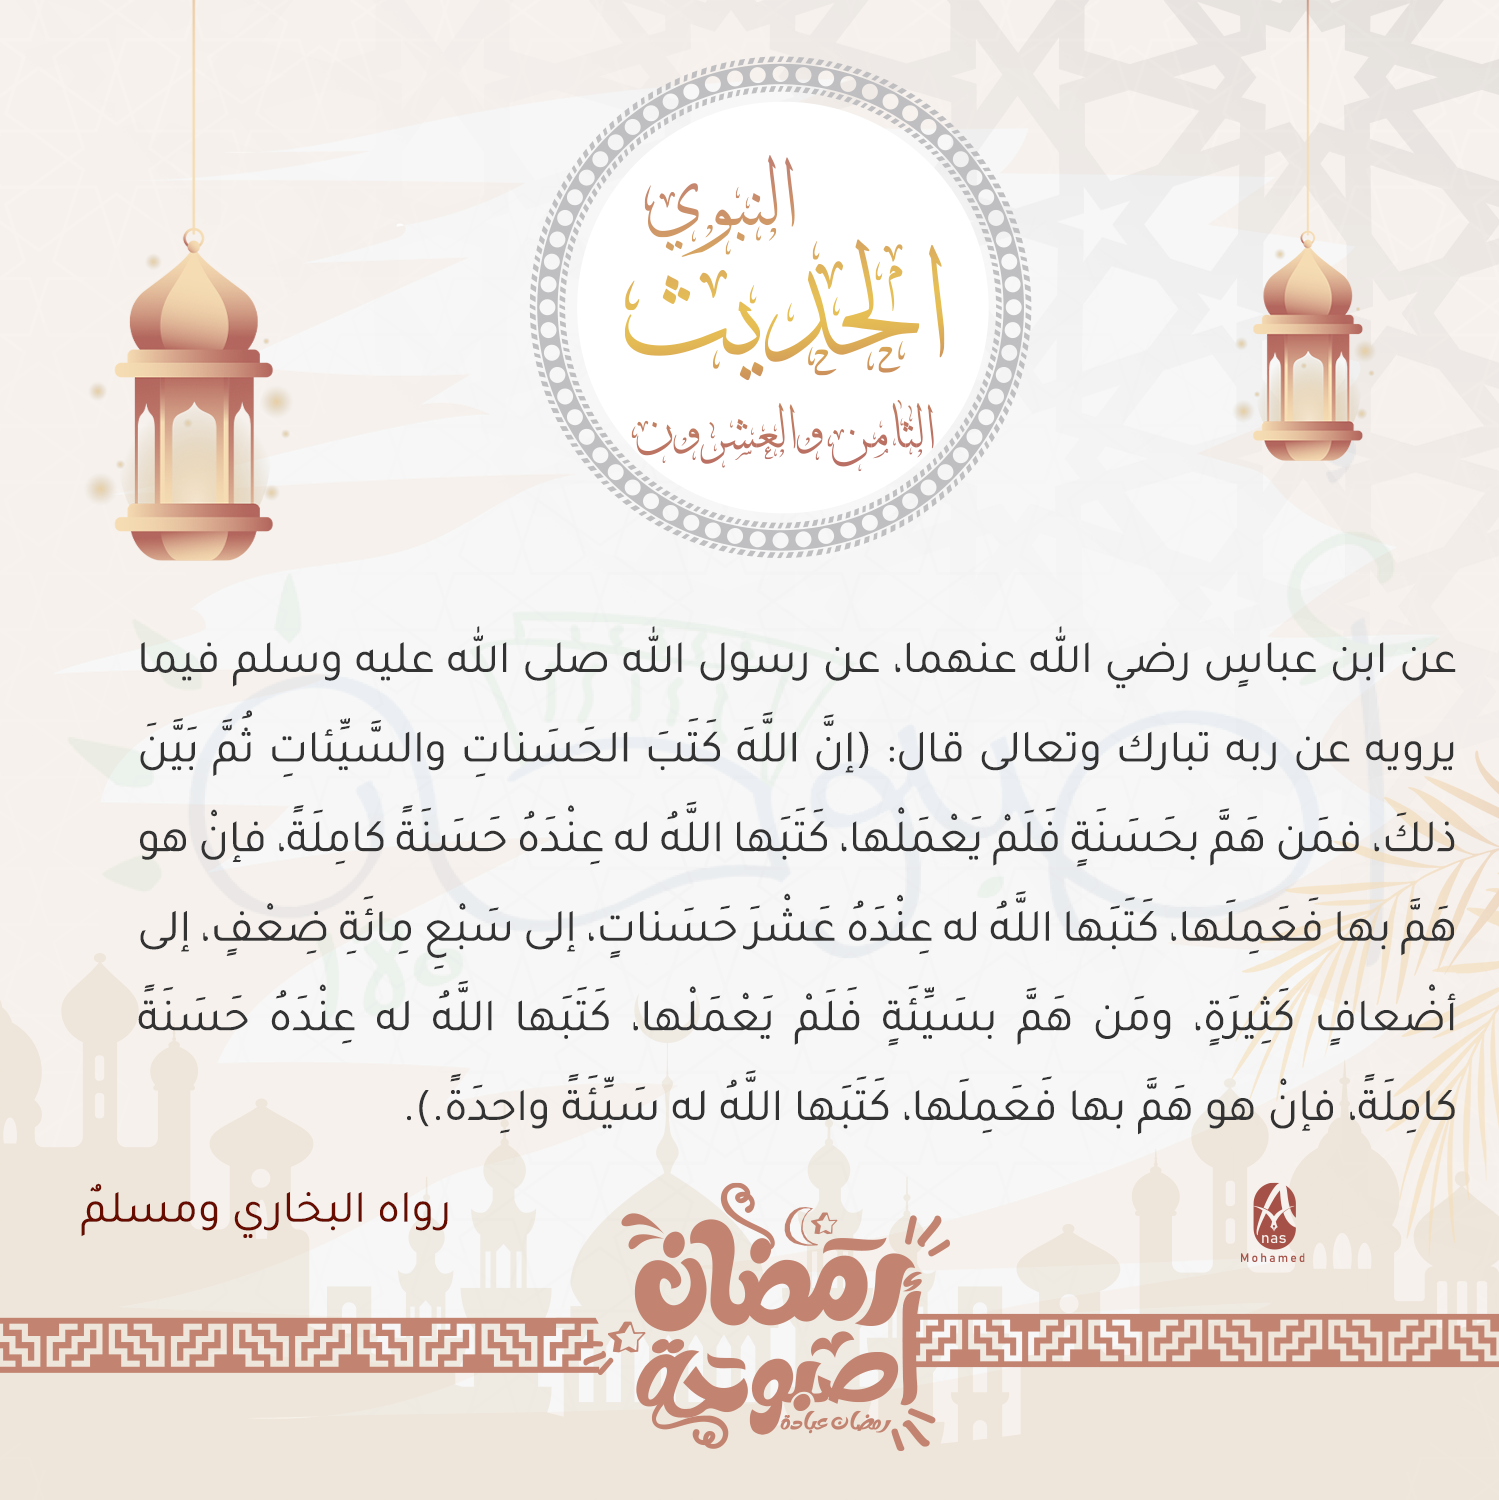 النبوي
الحديث
الثامن والعشرون
عن ابن عباسٍ رضي الله عنهما، عن رسول الله صلى الله عليه وسلم فيما
يرويه عن ربه تبارك وتعالى قال: (إنَّ اللَّهَ كَتَبَ الحَسَناتِ والسَّيِّئاتِ ثُمَّ بَيَّنَ
ذلكَ، فمَن هَمَّ بحَسَنَةٍ فَلَمْ يَعْمَلْها، كَتَبَها اللَّهُ له عِنْدَهُ حَسَنَةً كامِلَةً، فإنْ هو
هَمَّ بها فَعَمِلَها، كَتَبَها اللَّهُ له عِنْدَهُ عَشْرَ حَسَناتٍ، إلى سَبْعِ مِائَةِ ضِعْفٍ، إلى
أضْعافٍ كَثِيرَةٍ، ومَن هَمَّ بسَيِّئَةٍ فَلَمْ يَعْمَلْها، كَتَبَها اللَّهُ له عِنْدَهُ حَسَنَةً
كامِلَةً، فإنْ هو هَمَّ بها فَعَمِلَها، كَتَبَها اللَّهُ له سَيِّئَةً واحِدَةً.).
رواه البخاري ومسلمٌ
nas
Mohamed
رمضان
أصبوحة
رمضان عبادة